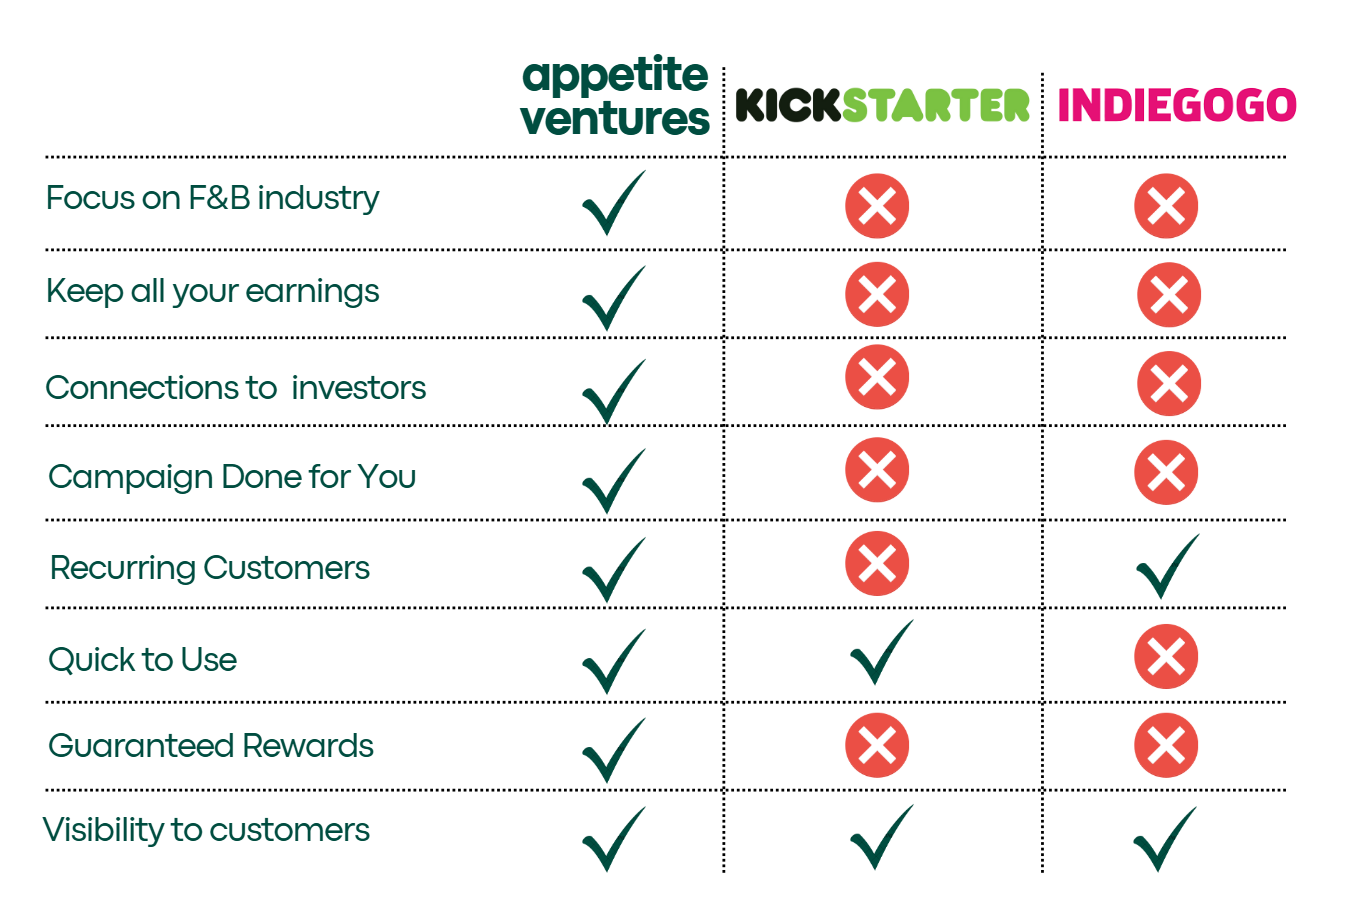 appetite
ventures
KICKSTARTER
INDIEGOGO
Focus on F&B industry
Keep all your earnings
Connections to investors
Campaign Done for You
Recurring Customers
Quick to Use
Guaranteed Rewards
Visibility to customers